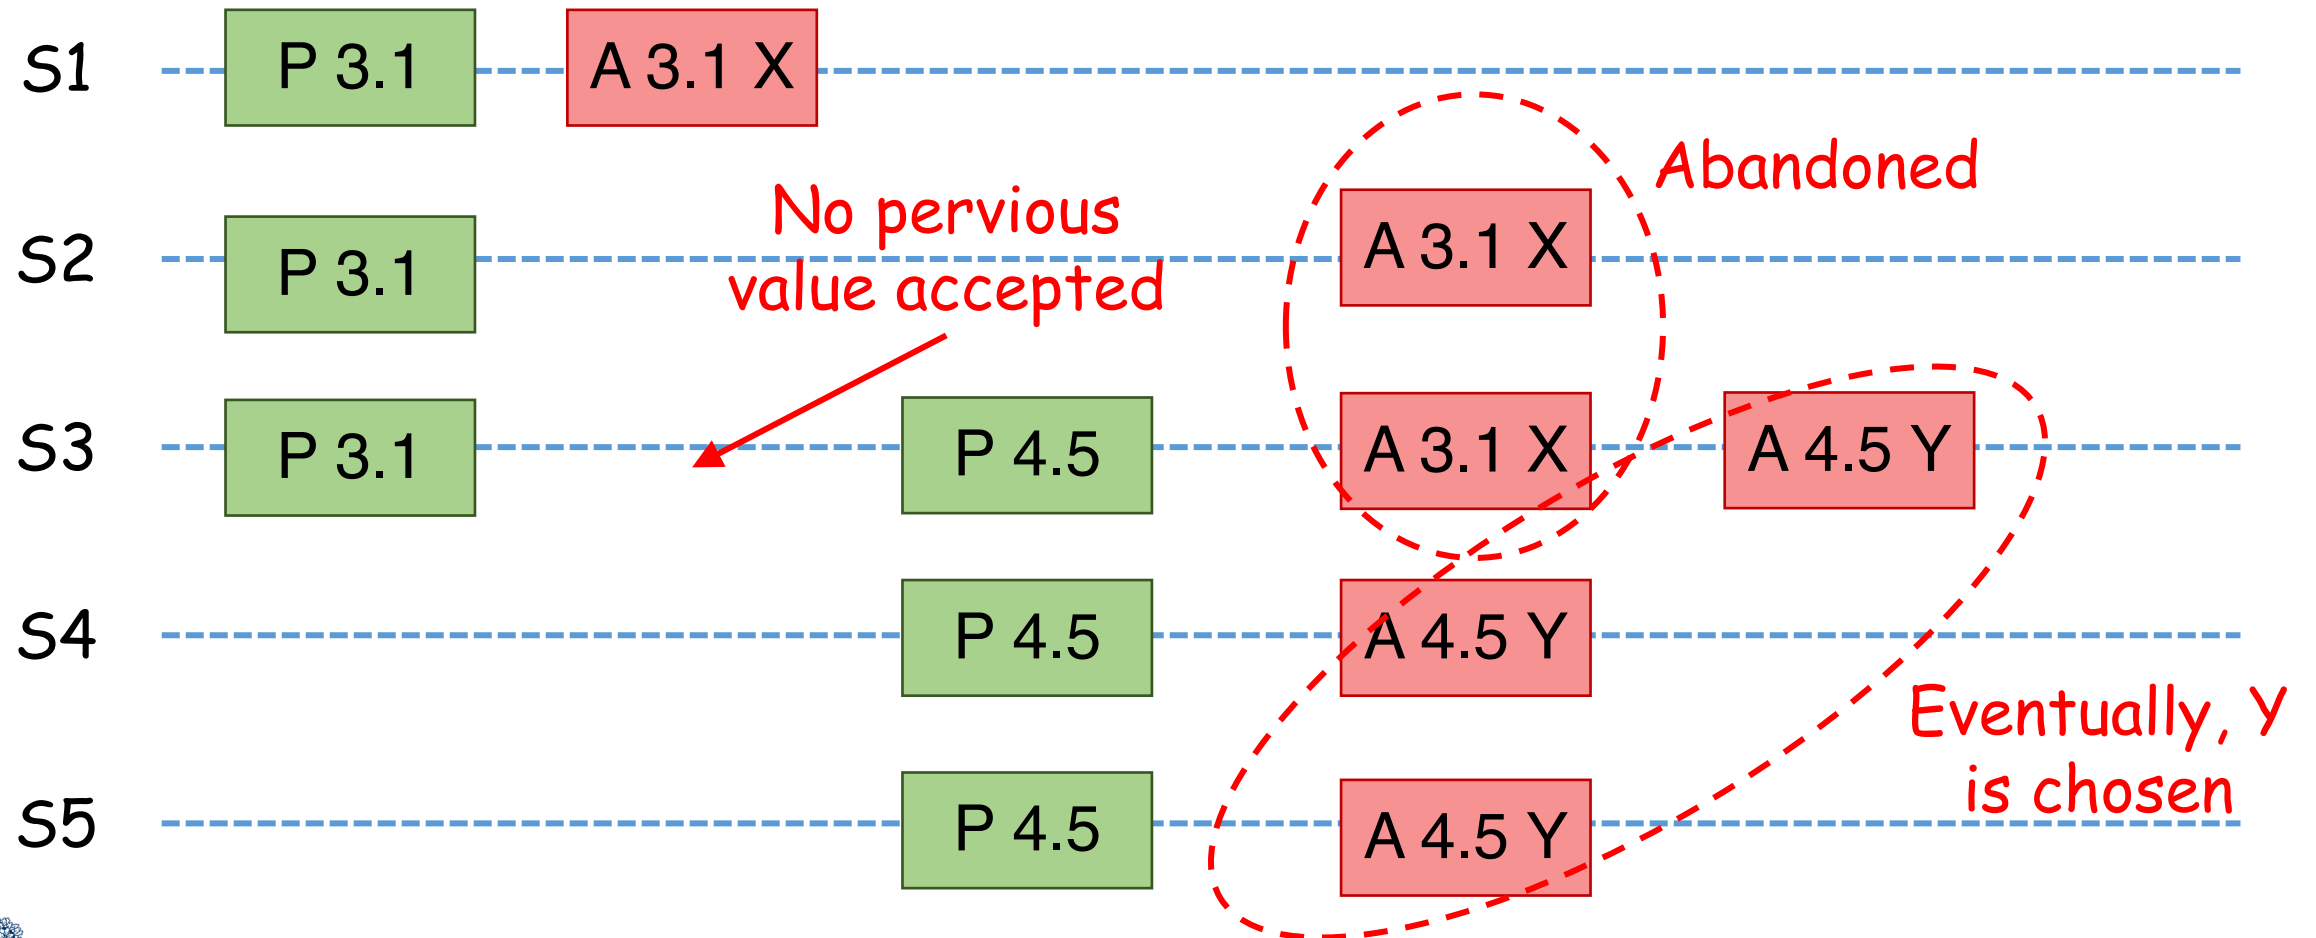 S1
P 3.1
A 3.1 X
Abandoned
No pervious
value accepted
S2
P 3.1
A 3.1 X
S3
P 3.1
P 4.5
A 3.1 X
A 4.5 Y
S4
P 4.5
A 4.5 Y
Eventually, Y
is chosen
S5
P 4.5
A 4.5 Y